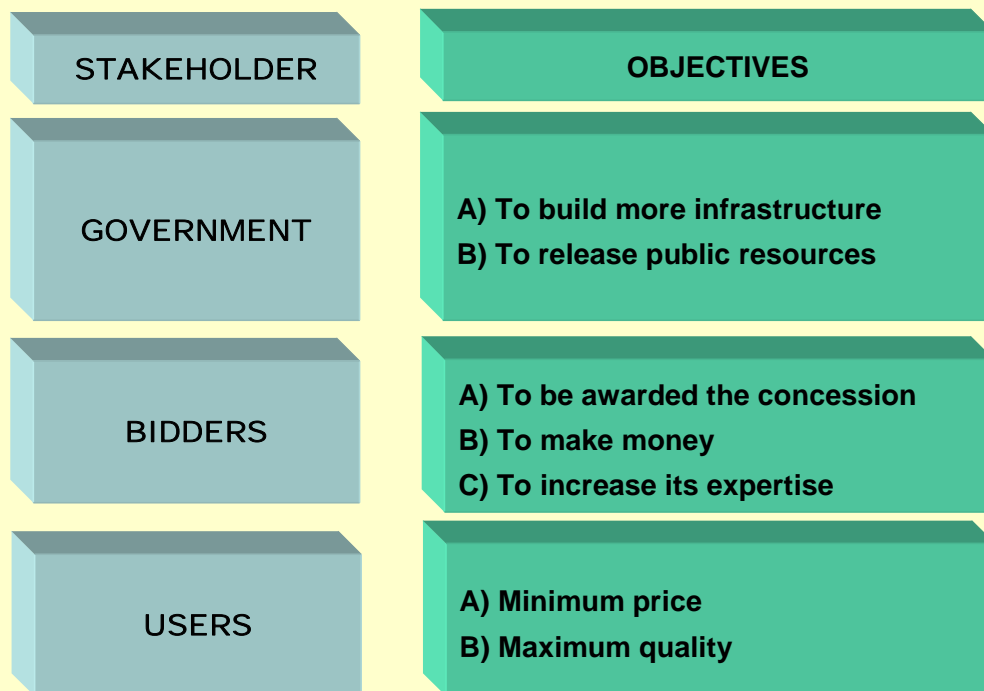 STAKEHOLDER
OBJECTIVES
GOVERNMENT
A) To build more infrastructure
B) To release public resources
BIDDERS
A) To be awarded the concession
B) To make money
C) To increase its expertise
USERS
A) Minimum price
B) Maximum quality